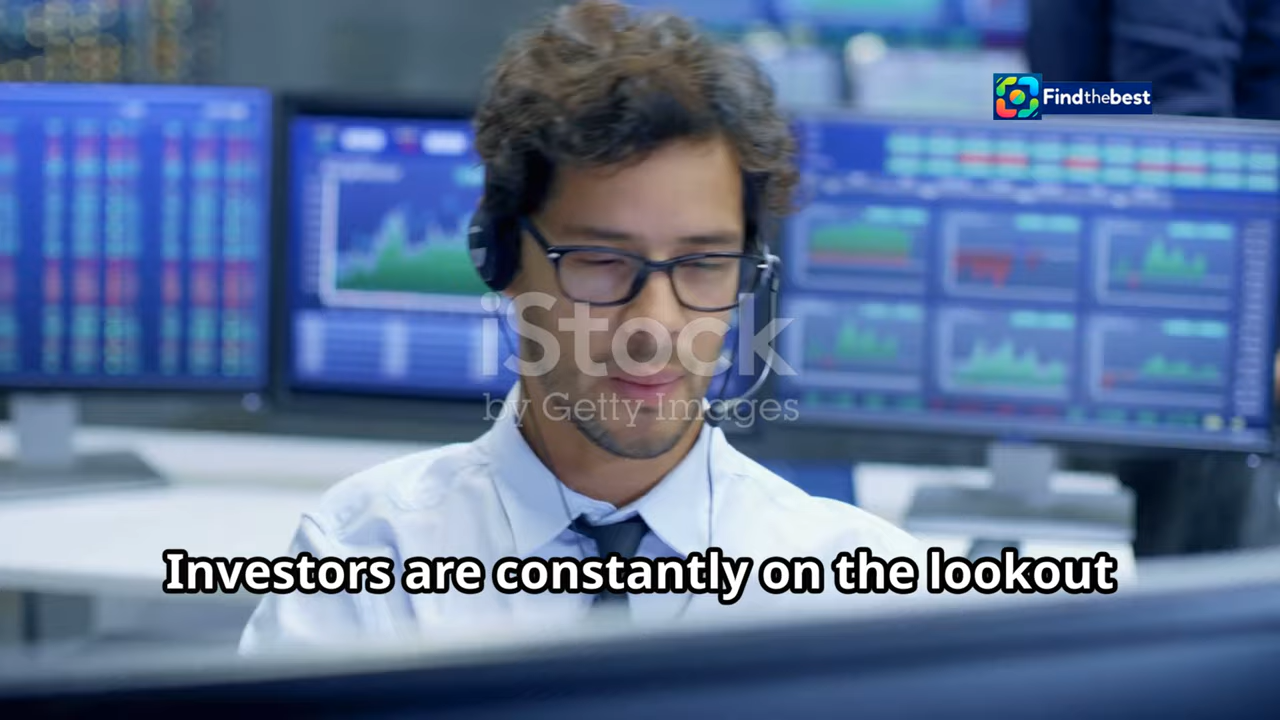 Findthebest
iStock
by Getty Images
Investors are constantly on the lookout